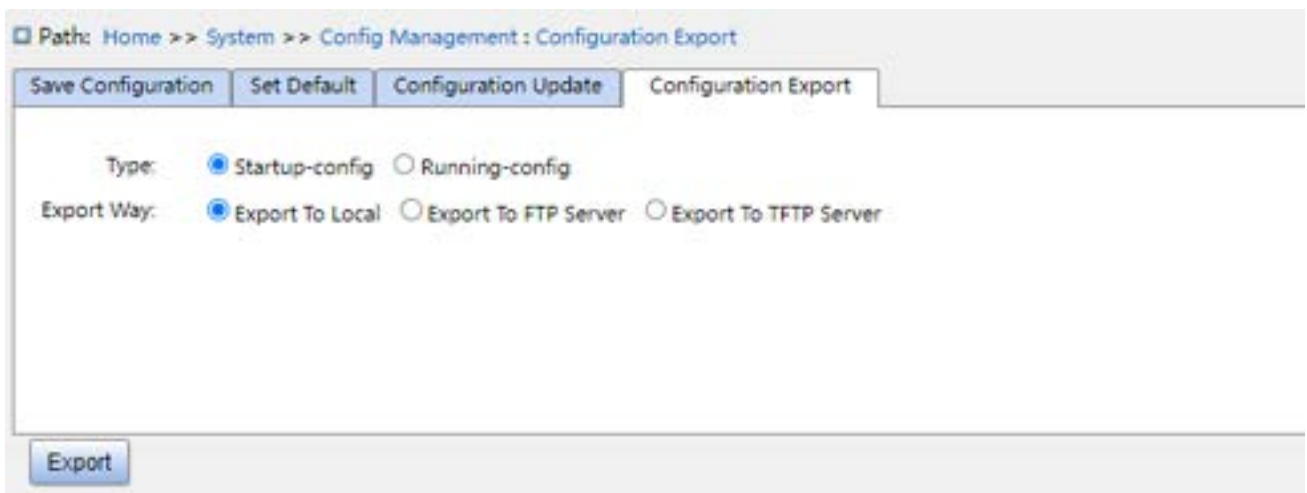 Path: Home >> System >> Config Management : Configuration Export
Save Configuration Set Default Configuration Update Configuration Export
Type: Startup-config Running-config
Export Way: Export To Local Export To FTP Server Export To TFTP Server
Export